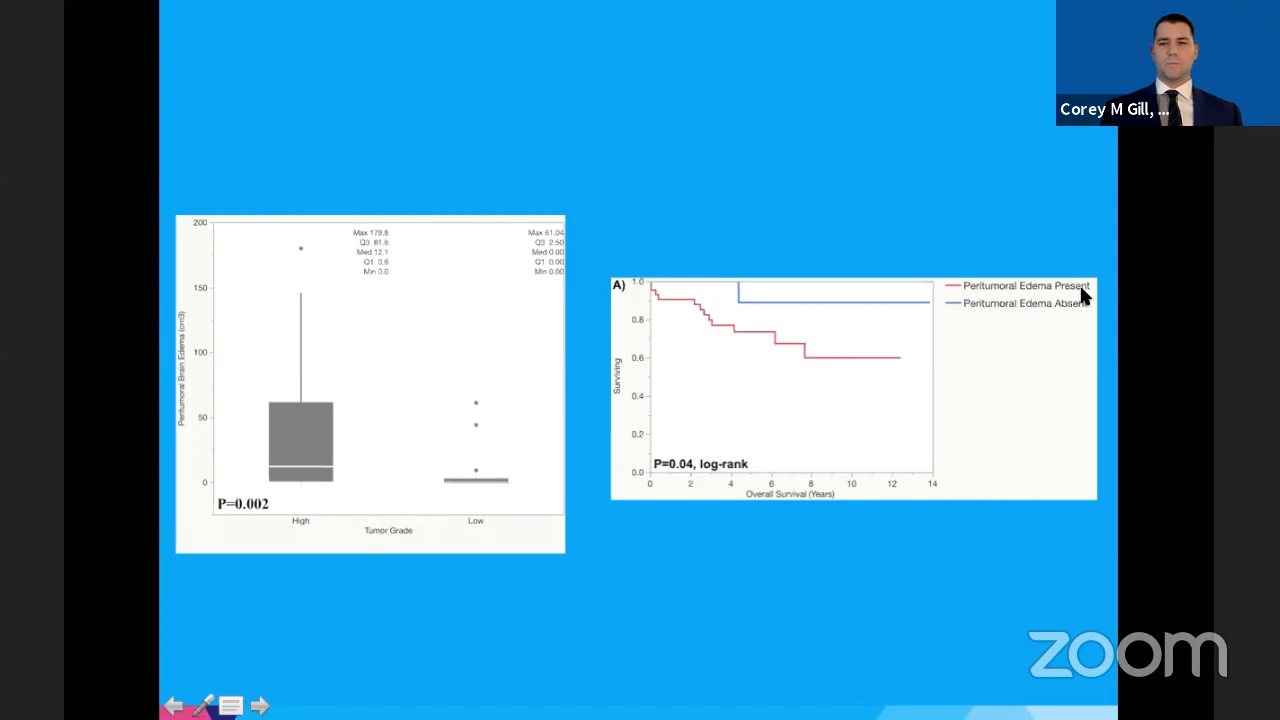 Corey M Gill, ...
200
150
100
50
0
Peritumoral Brain Edema (cm3)
Max 179.8
Q3 61.6
Med 12.1
Q1 0.6
Min 0.0
Max 61.04
Q3 2.50
Med 0.00
Q1 0.00
Min 0.00
P=0.002
High
Low
Tumor Grade
A)
1.0
0.8
0.6
0.4
0.2
0.0
Surviving
P=0.04, log-rank
0 2 4 6 8 10 12 14
Overall Survival (Years)
Peritumoral Edema Present
Peritumoral Edema Absent
zoom